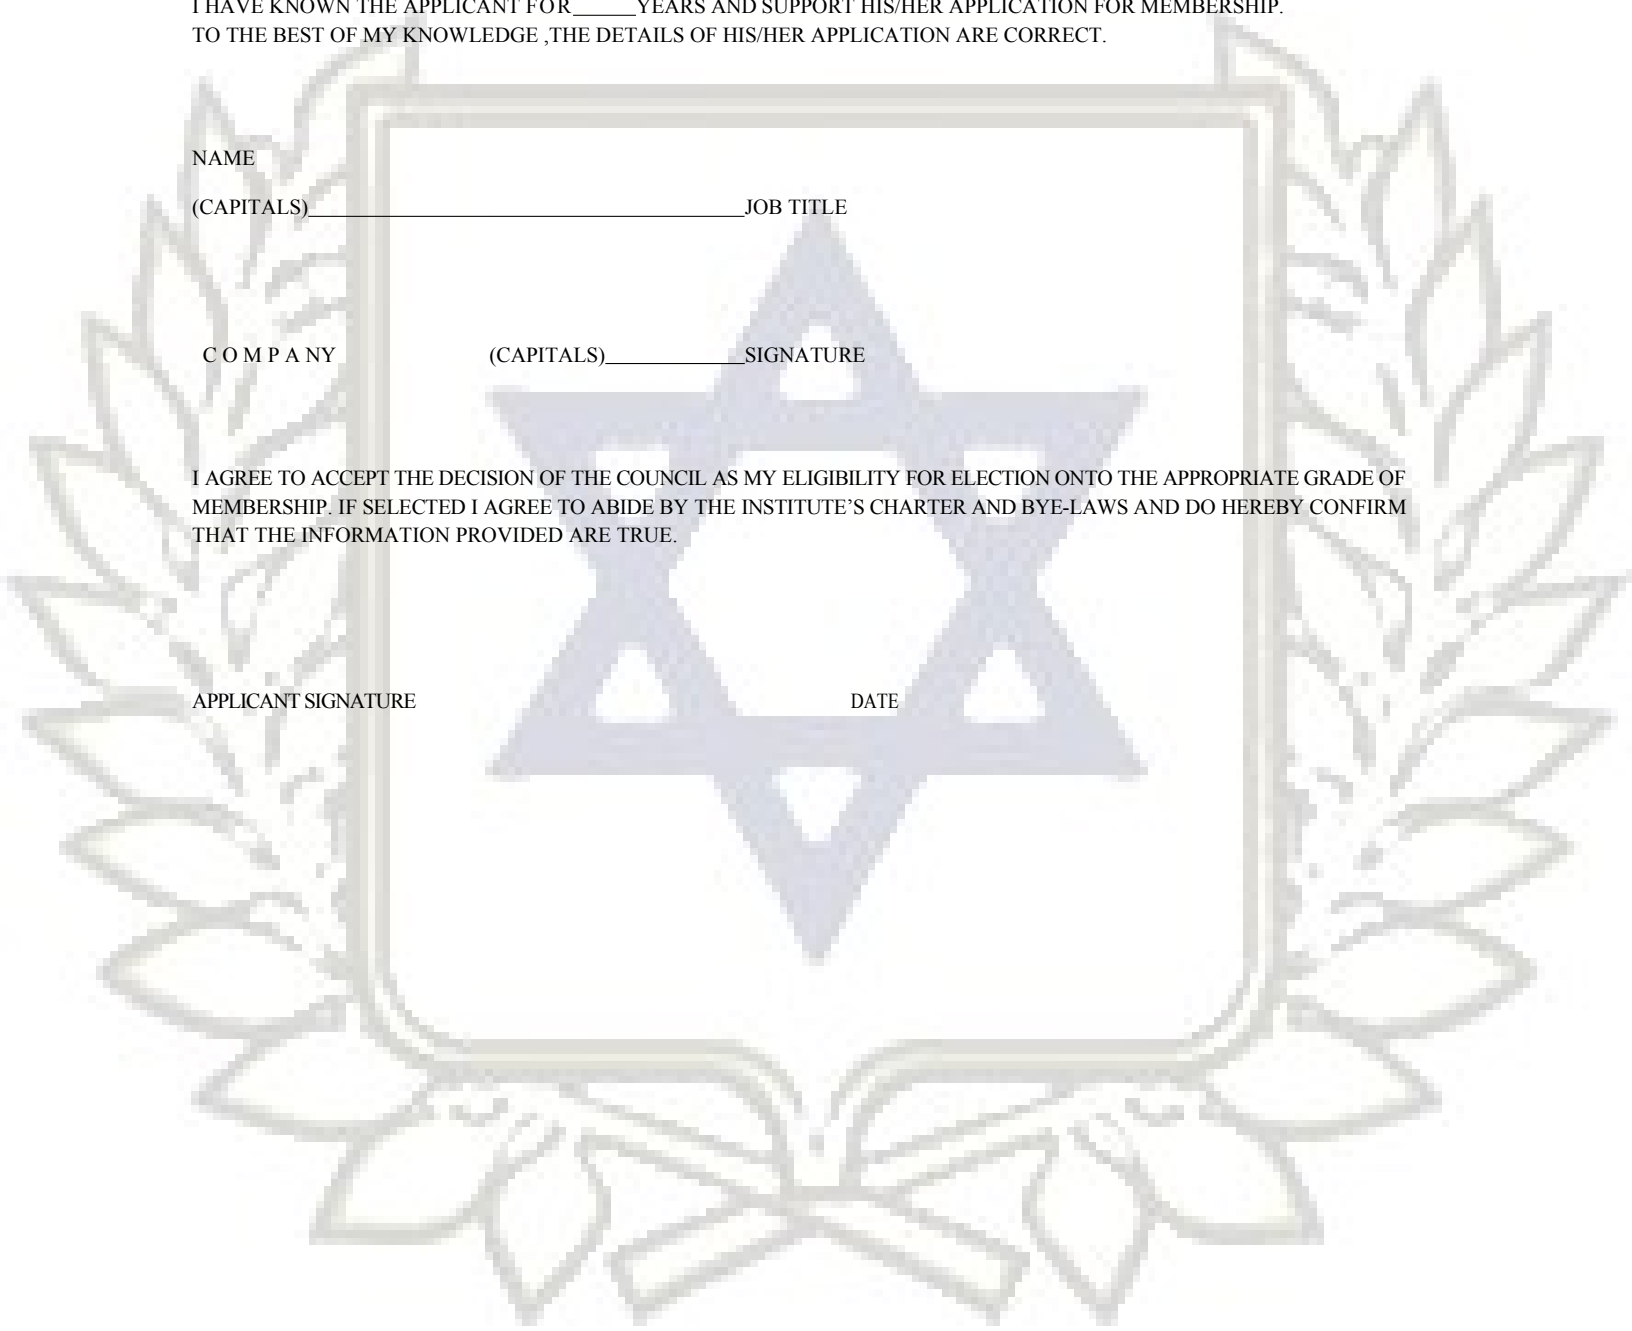 I HAVE KNOWN THE APPLICANT FOR______YEARS AND SUPPORT HIS/HER APPLICATION FOR MEMBERSHIP.
TO THE BEST OF MY KNOWLEDGE ,THE DETAILS OF HIS/HER APPLICATION ARE CORRECT.
NAME
(CAPITALS)__________________________________________JOB TITLE
C O M P A NY (CAPITALS)_____________SIGNATURE
I AGREE TO ACCEPT THE DECISION OF THE COUNCIL AS MY ELIGIBILITY FOR ELECTION ONTO THE APPROPRIATE GRADE OF
MEMBERSHIP. IF SELECTED I AGREE TO ABIDE BY THE INSTITUTE’S CHARTER AND BYE-LAWS AND DO HEREBY CONFIRM
THAT THE INFORMATION PROVIDED ARE TRUE.
APPLICANT SIGNATURE DATE